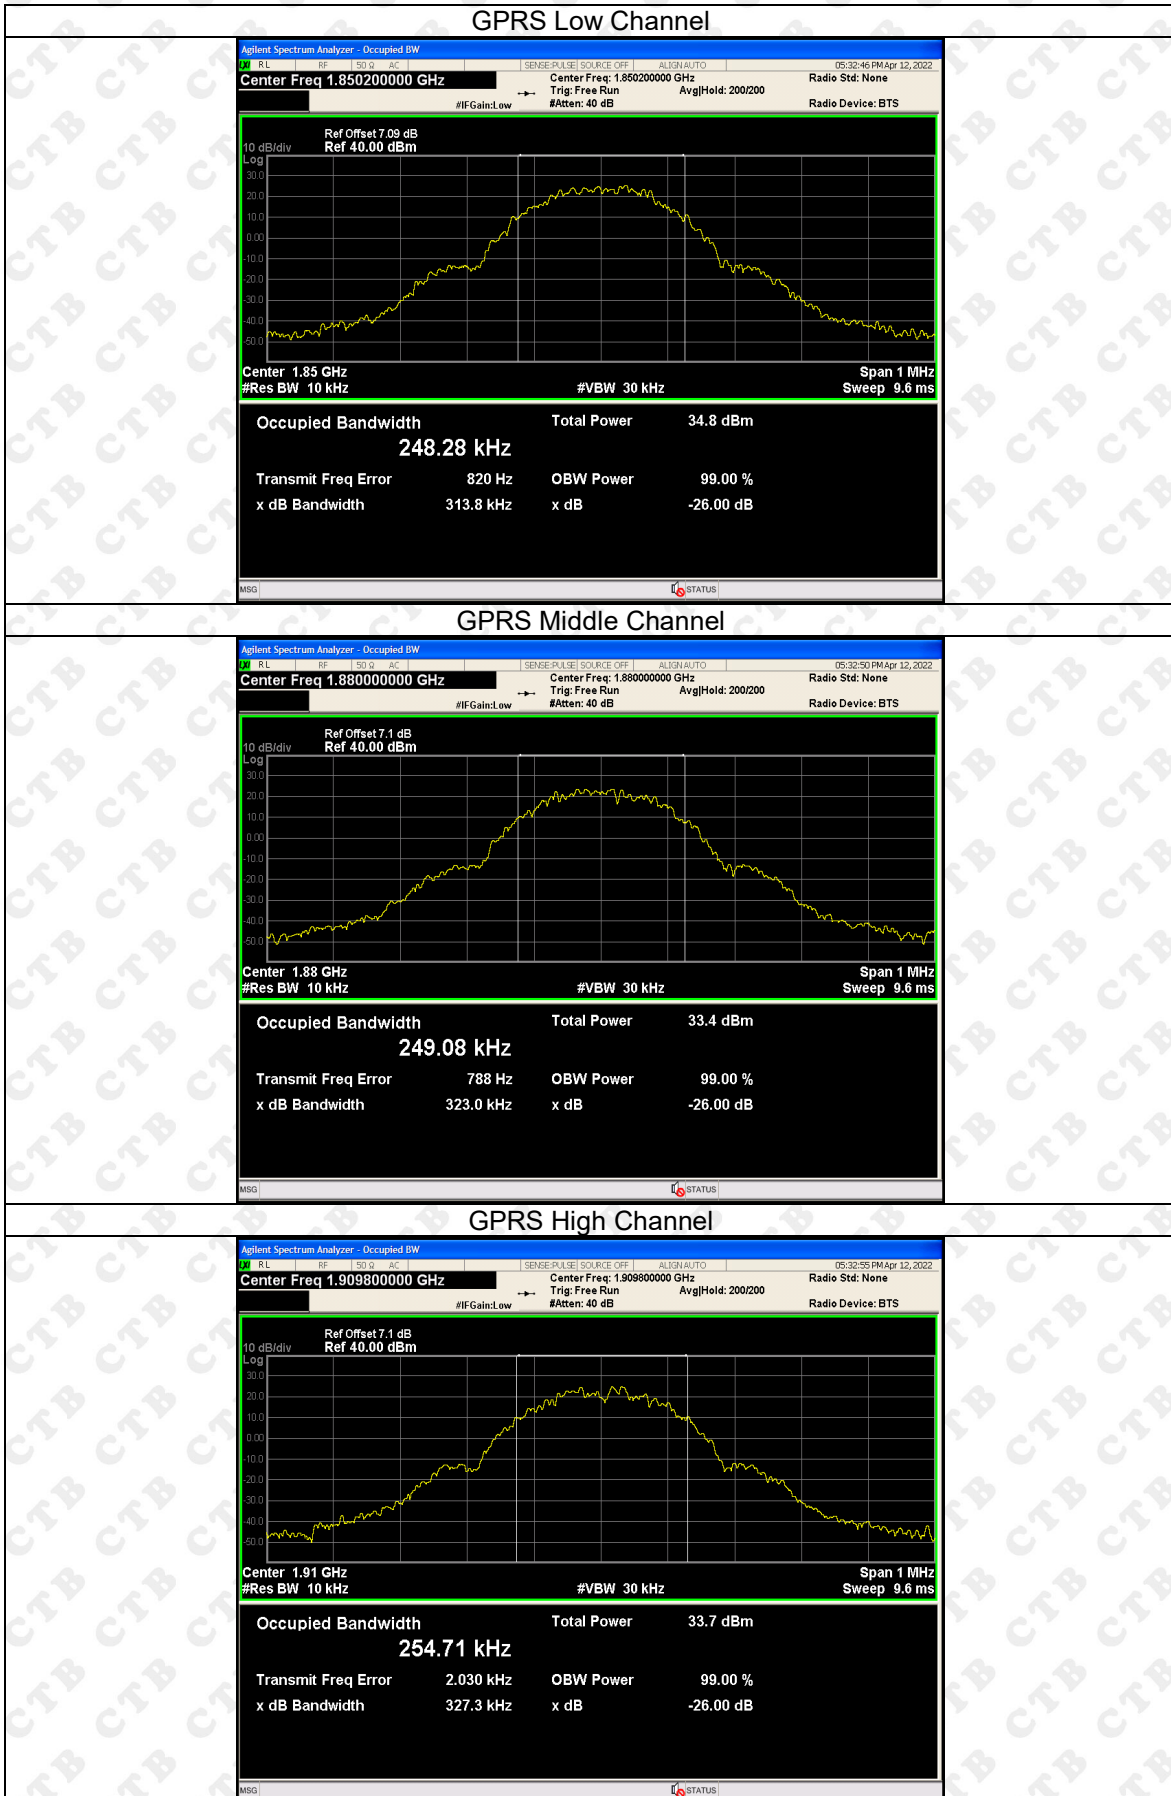 GPRS Low Channel
Agilent Spectrum Analyzer - Occupied BW
LXI RL RF 50 Ω AC SENSE:PULSE SOURCE OFF ALIGN AUTO 05:32:46 PM Apr 12, 2022
Center Freq 1.850200000 GHz Center Freq: 1.850200000 GHz Radio Std: None
Trig: Free Run Avg|Hold: 200/200
#IFGain:Low #Atten: 40 dB Radio Device: BTS
Ref Offset 7.09 dB
10 dB/div Ref 40.00 dBm
Log
30.0
20.0
10.0
0.00
-10.0
-20.0
-30.0
-40.0
-50.0
Center 1.85 GHz Span 1 MHz
#Res BW 10 kHz #VBW 30 kHz Sweep 9.6 ms
Occupied Bandwidth Total Power 34.8 dBm
248.28 kHz
Transmit Freq Error 820 Hz OBW Power 99.00 %
x dB Bandwidth 313.8 kHz x dB -26.00 dB
MSG STATUS
GPRS Middle Channel
Agilent Spectrum Analyzer - Occupied BW
LXI RL RF 50 Ω AC SENSE:PULSE SOURCE OFF ALIGN AUTO 05:32:50 PM Apr 12, 2022
Center Freq 1.880000000 GHz Center Freq: 1.880000000 GHz Radio Std: None
Trig: Free Run Avg|Hold: 200/200
#IFGain:Low #Atten: 40 dB Radio Device: BTS
Ref Offset 7.1 dB
10 dB/div Ref 40.00 dBm
Log
30.0
20.0
10.0
0.00
-10.0
-20.0
-30.0
-40.0
-50.0
Center 1.88 GHz Span 1 MHz
#Res BW 10 kHz #VBW 30 kHz Sweep 9.6 ms
Occupied Bandwidth Total Power 33.4 dBm
249.08 kHz
Transmit Freq Error 788 Hz OBW Power 99.00 %
x dB Bandwidth 323.0 kHz x dB -26.00 dB
MSG STATUS
GPRS High Channel
Agilent Spectrum Analyzer - Occupied BW
LXI RL RF 50 Ω AC SENSE:PULSE SOURCE OFF ALIGN AUTO 05:32:55 PM Apr 12, 2022
Center Freq 1.909800000 GHz Center Freq: 1.909800000 GHz Radio Std: None
Trig: Free Run Avg|Hold: 200/200
#IFGain:Low #Atten: 40 dB Radio Device: BTS
Ref Offset 7.1 dB
10 dB/div Ref 40.00 dBm
Log
30.0
20.0
10.0
0.00
-10.0
-20.0
-30.0
-40.0
-50.0
Center 1.91 GHz Span 1 MHz
#Res BW 10 kHz #VBW 30 kHz Sweep 9.6 ms
Occupied Bandwidth Total Power 33.7 dBm
254.71 kHz
Transmit Freq Error 2.030 kHz OBW Power 99.00 %
x dB Bandwidth 327.3 kHz x dB -26.00 dB
MSG STATUS